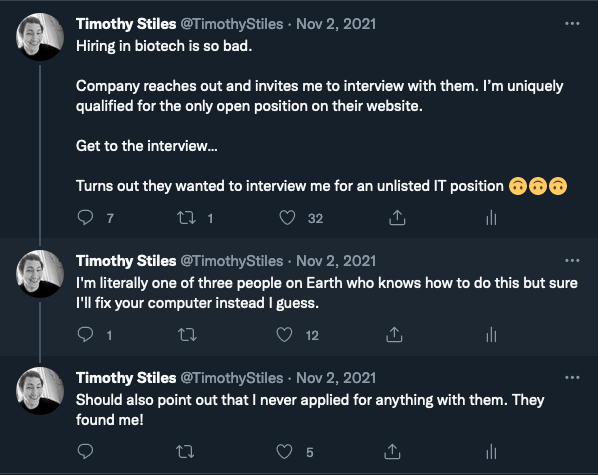 Timothy Stiles @TimothyStiles · Nov 2, 2021
Hiring in biotech is so bad.
Company reaches out and invites me to interview with them. I'm uniquely
qualified for the only open position on their website.
Get to the interview...
Turns out they wanted to interview me for an unlisted IT position 🙃🙃🙃
7 1 32
Timothy Stiles @TimothyStiles · Nov 2, 2021
I'm literally one of three people on Earth who knows how to do this but sure
I'll fix your computer instead I guess.
1 12
Timothy Stiles @TimothyStiles · Nov 2, 2021
Should also point out that I never applied for anything with them. They
found me!
5